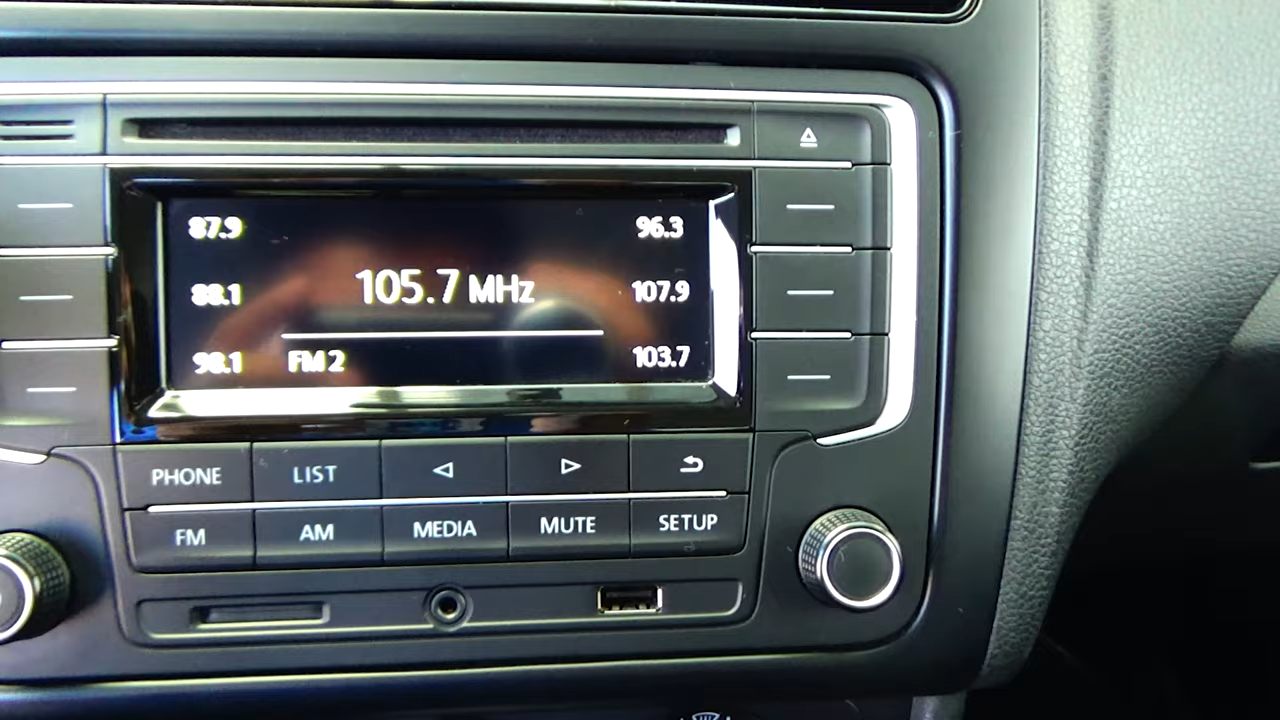 87.9 96.3
105.7 MHz
88.1 107.9
98.1 FM 2 103.7
PHONE LIST
FM AM MEDIA MUTE SETUP